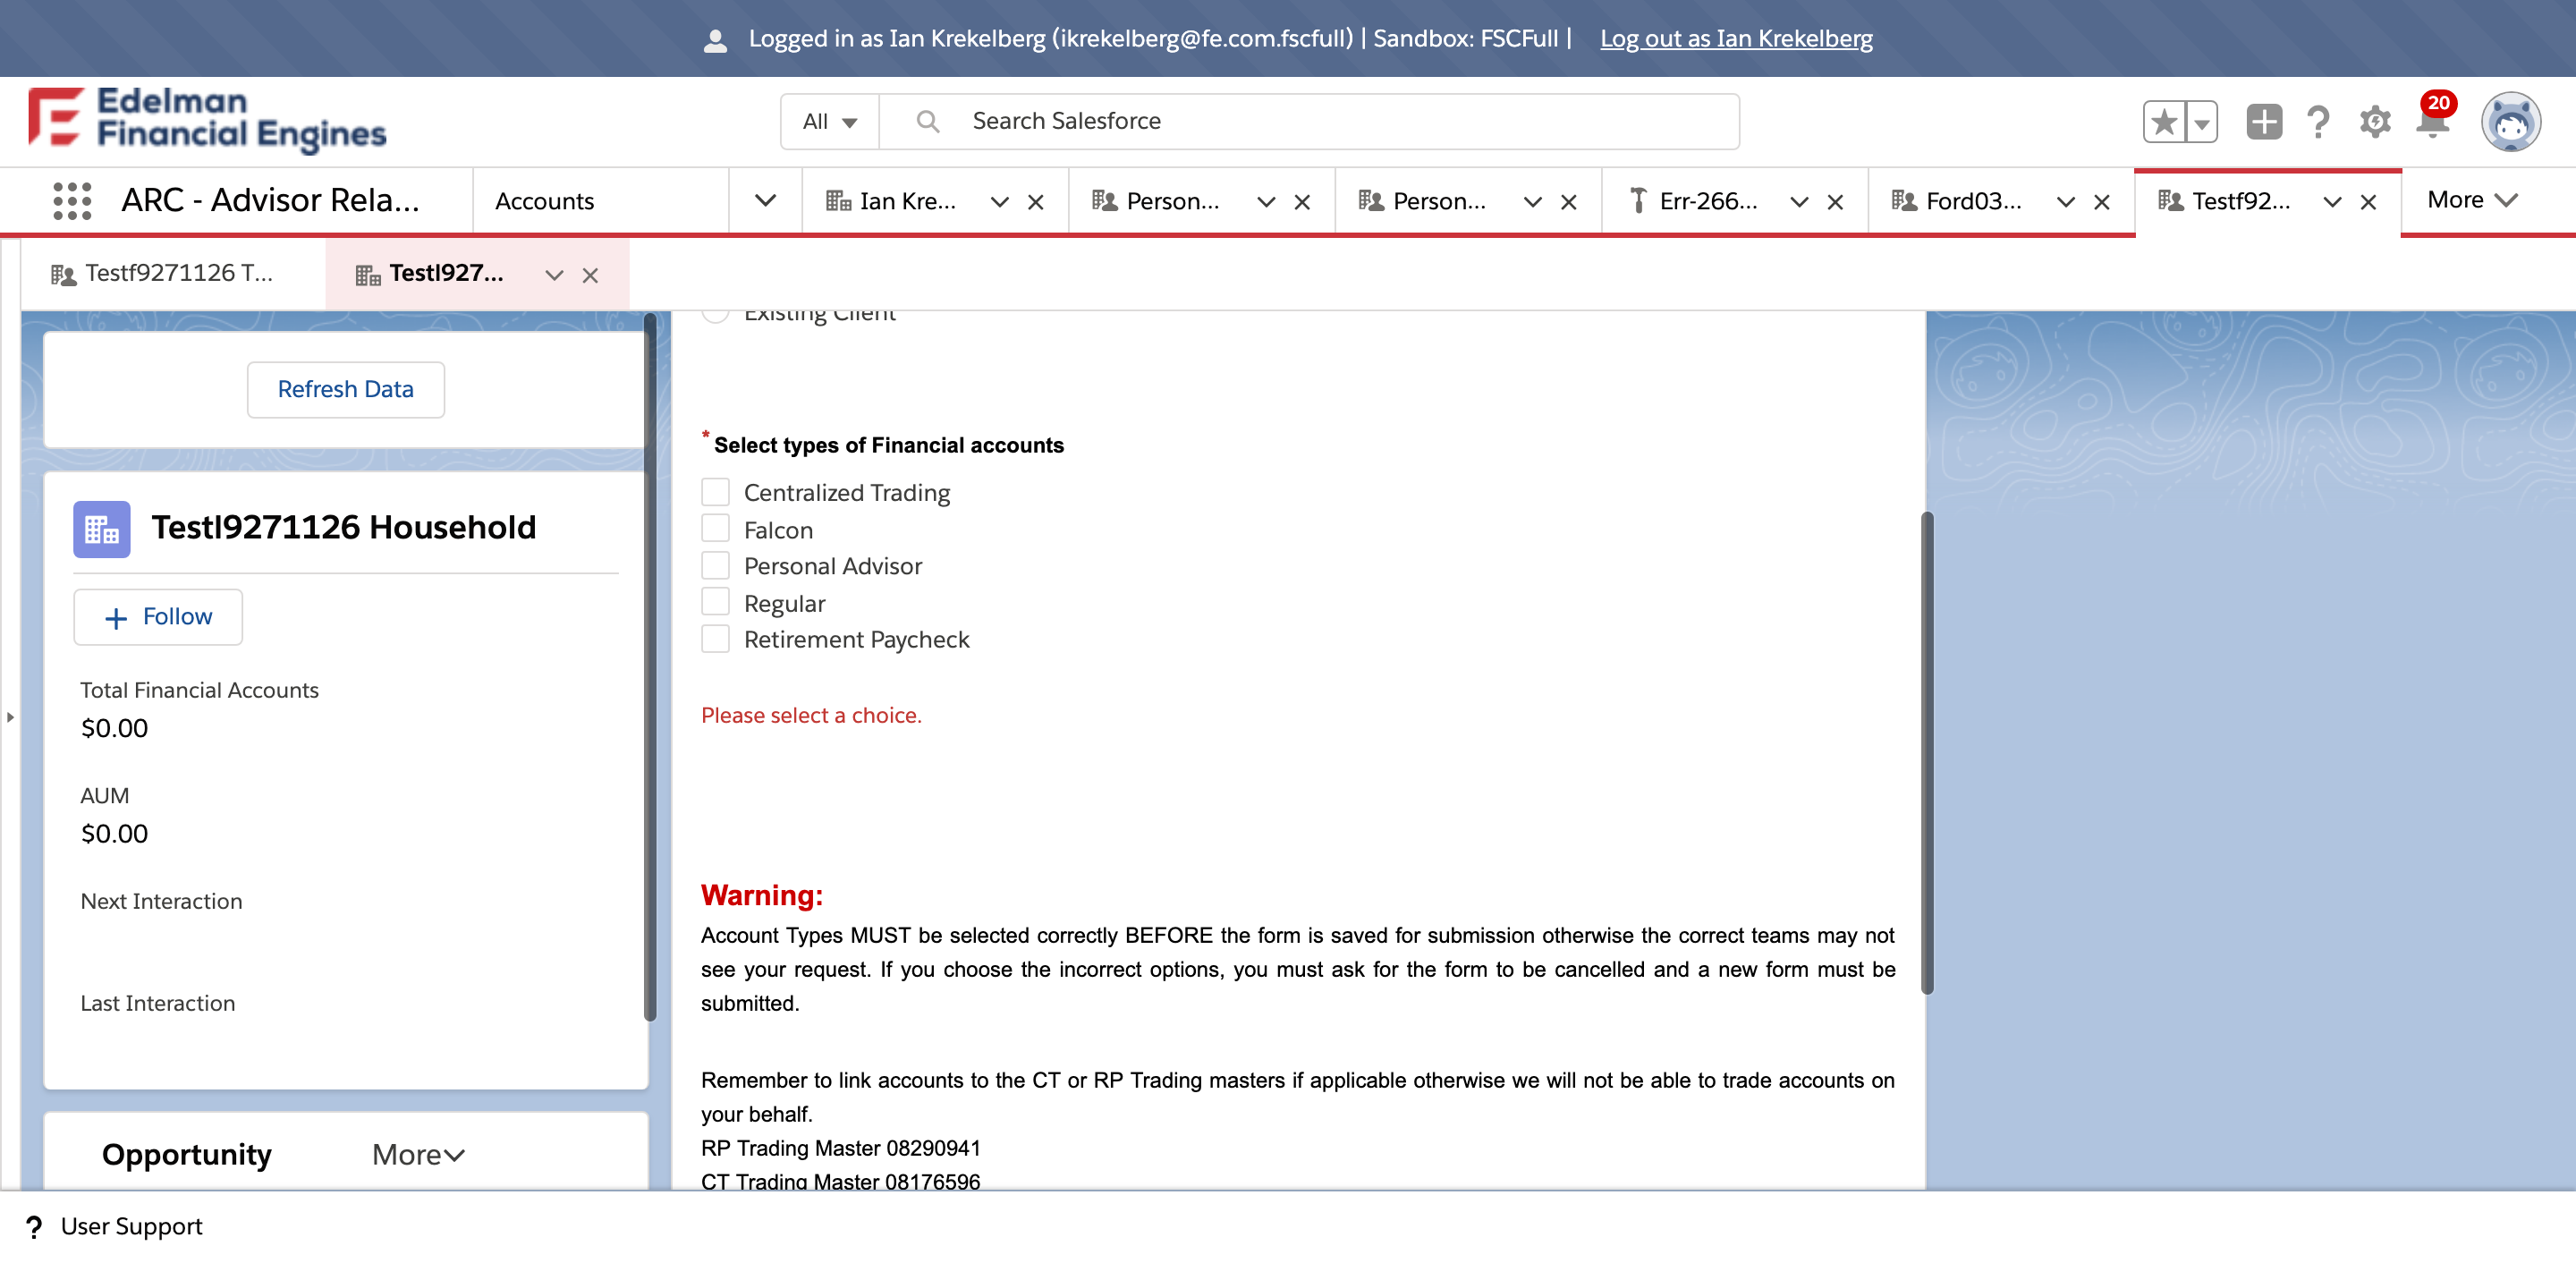 Logged in as Ian Krekelberg (ikrekelberg@fe.com.fscfull) | Sandbox: FSCFull | Log out as Ian Krekelberg
Edelman
Financial Engines
All
Search Salesforce
20
ARC - Advisor Rela...
Accounts
Ian Kre...
Person...
Person...
Err-266...
Ford03...
Testf92...
More
Testf9271126 T...
Testl927...
Refresh Data
Testl9271126 Household
Follow
Total Financial Accounts
$0.00
AUM
$0.00
Next Interaction
Last Interaction
Opportunity
More
Existing Client
* Select types of Financial accounts
Centralized Trading
Falcon
Personal Advisor
Regular
Retirement Paycheck
Please select a choice.
Warning:
Account Types MUST be selected correctly BEFORE the form is saved for submission otherwise the correct teams may not
see your request. If you choose the incorrect options, you must ask for the form to be cancelled and a new form must be
submitted.
Remember to link accounts to the CT or RP Trading masters if applicable otherwise we will not be able to trade accounts on
your behalf.
RP Trading Master 08290941
CT Trading Master 08176596
? User Support